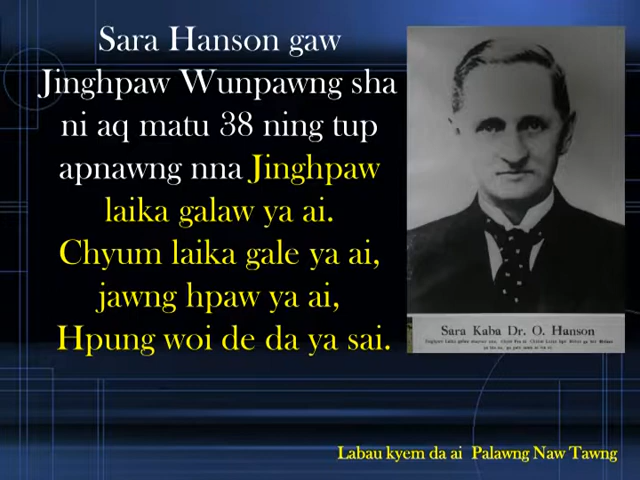 Sara Hanson gaw
Jinghpaw Wunpawng sha
ni aq matu 38 ning tup
apnawng nna Jinghpaw
laika galaw ya ai.
Chyum laika gale ya ai,
jawng hpaw ya ai,
Hpung woi de da ya sai.
Sara Kaba Dr. O. Hanson
Labau kyem da ai Palawng Naw Tawng